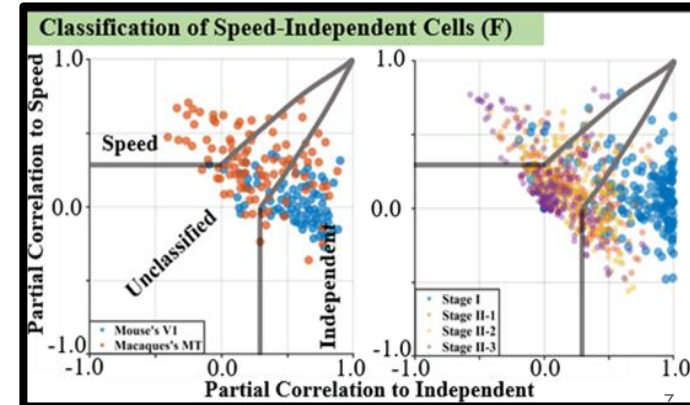 Classification of Speed-Independent Cells (F)
Partial Correlation to Speed
1.0
0.0
-1.0
Speed
Unclassified
Independent
Mouse's V1
Macaques's MT
-1.0
0.0
1.0
1.0
0.0
-1.0
Stage I
Stage II-1
Stage II-2
Stage II-3
-1.0
0.0
1.0
Partial Correlation to Independent